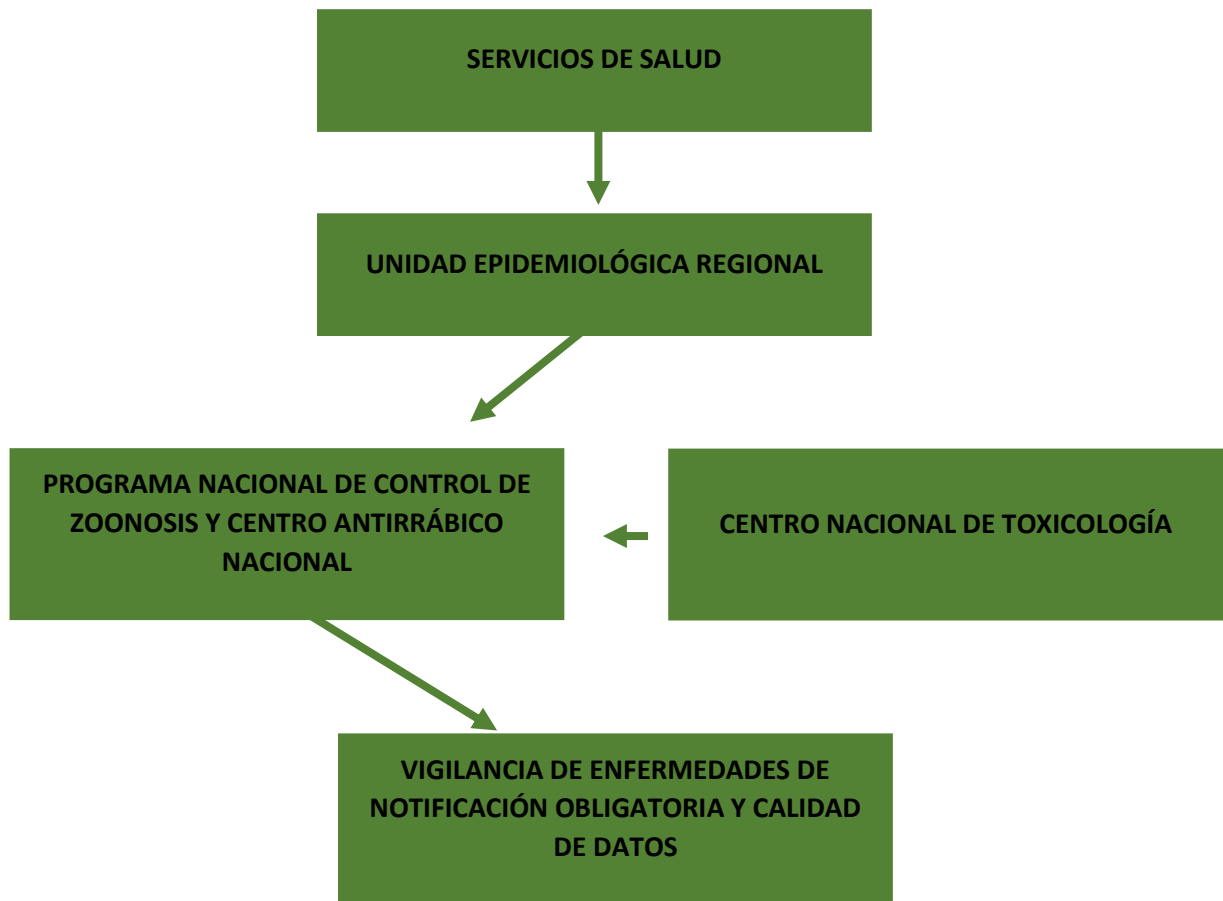 SERVICIOS DE SALUD
UNIDAD EPIDEMIOLÓGICA REGIONAL
PROGRAMA NACIONAL DE CONTROL DE
ZOONOSIS Y CENTRO ANTIRRÁBICO
NACIONAL
CENTRO NACIONAL DE TOXICOLOGÍA
VIGILANCIA DE ENFERMEDADES DE
NOTIFICACIÓN OBLIGATORIA Y CALIDAD
DE DATOS